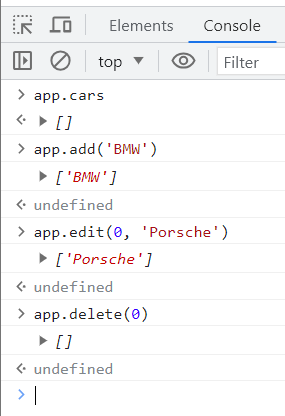 Elements Console
top Filter
app.cars
[]
app.add('BMW')
['BMW']
undefined
app.edit(0, 'Porsche')
['Porsche']
undefined
app.delete(0)
[]
undefined